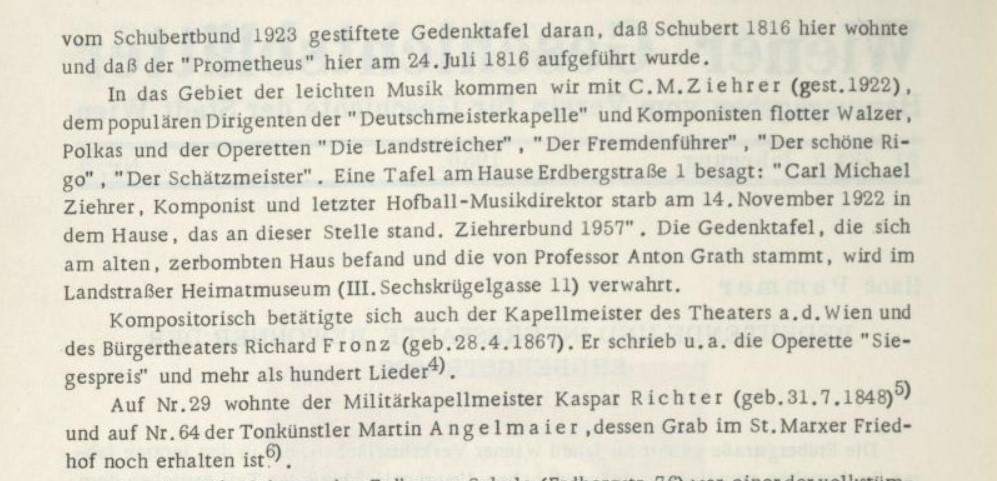 vom Schubertbund 1923 gestiftete Gedenktafel daran, daß Schubert 1816 hier wohnte
und daß der "Prometheus" hier am 24.Juli 1816 aufgeführt wurde.
In das Gebiet der leichten Musik kommen wir mit C.M.Ziehrer (gest.1922),
dem populären Dirigenten der "Deutschmeisterkapelle" und Komponisten flotter Walzer,
Polkas und der Operetten "Die Landstreicher", "Der Fremdenführer", "Der schöne Ri-
go", "Der Schätzmeister". Eine Tafel am Hause Erdbergstraße 1 besagt: "Carl Michael
Ziehrer, Komponist und letzter Hofball-Musikdirektor starb am 14.November 1922 in
dem Hause, das an dieser Stelle stand. Ziehrerbund 1957". Die Gedenktafel, die sich
am alten, zerbombten Haus befand und die von Professor Anton Grath stammt, wird im
Landstraßer Heimatmuseum (III.Sechskrügelgasse 11) verwahrt.
Kompositorisch betätigte sich auch der Kapellmeister des Theaters a.d.Wien und
des Bürgertheaters Richard Fronz (geb.28.4.1867). Er schrieb u.a. die Operette "Sie-
gespreis" und mehr als hundert Lieder4).
Auf Nr.29 wohnte der Militärkapellmeister Kaspar Richter (geb.31.7.1848)5)
und auf Nr.64 der Tonkünstler Martin Angelmaier, dessen Grab im St.Marxer Fried-
hof noch erhalten ist6).